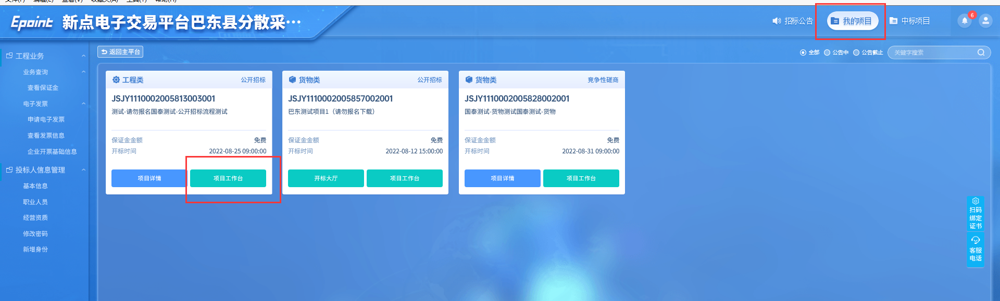 文件(F) 编辑(E) 查看(V) 收藏夹(A) 工具(T) 帮助(H)
Epoint 新点电子交易平台巴东县分散采…
招标公告 我的项目 中标项目 6
返回主平台
全部 公告中 公告截止 关键字搜索
工程业务
业务查询
查看保证金
电子发票
申请电子发票
查看发票信息
企业开票基础信息
投标人信息管理
基本信息
职业人员
经营资质
修改密码
新增身份
工程类 公开招标
JSJY1110002005813003001
测试-请勿报名国泰测试-公开招标流程测试
保证金金额 免费
开标时间 2022-08-25 09:00:00
项目详情 项目工作台
货物类 公开招标
JSJY1110002005857002001
巴东测试项目1（请勿报名下载）
保证金金额 免费
开标时间 2022-08-12 15:00:00
开标大厅 项目工作台
货物类 竞争性磋商
JSJY1110002005828002001
国泰测试-货物测试国泰测试-货物
保证金金额 免费
开标时间 2022-08-31 09:00:00
项目详情 项目工作台
扫码
绑定
证书
客服
电话